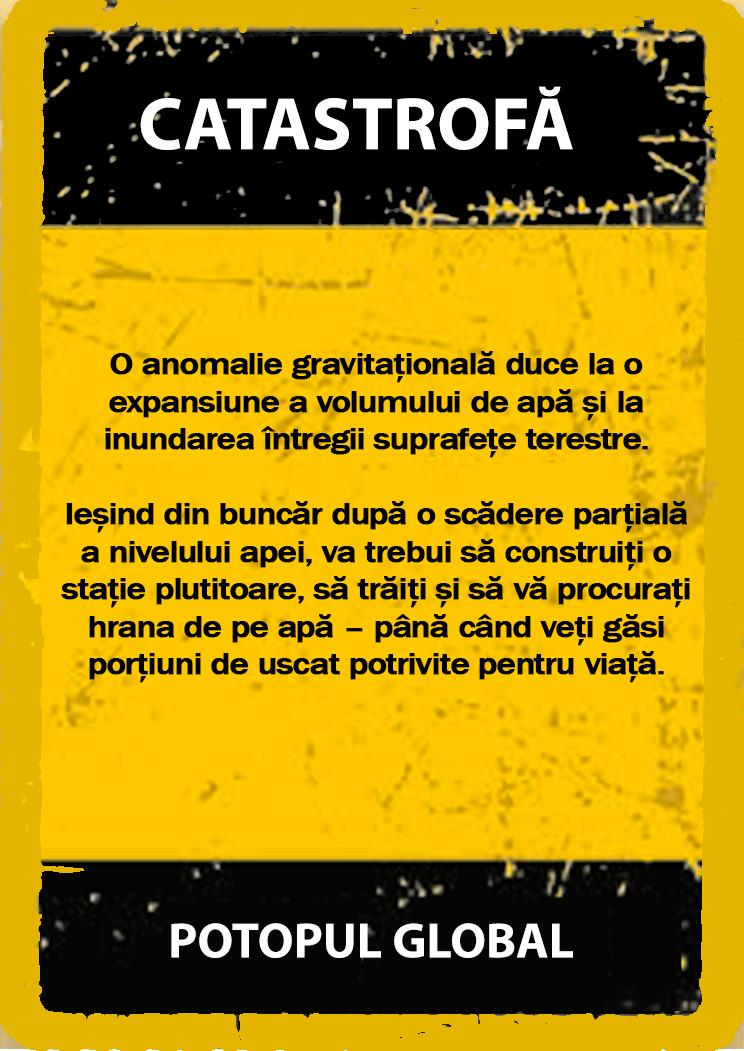 CATASTROFĂ
O anomalie gravitațională duce la o
expansiune a volumului de apă și la
inundarea întregii suprafețe terestre.
Ieșind din buncăr după o scădere parțială
a nivelului apei, va trebui să construiți o
stație plutitoare, să trăiți și să vă procurați
hrana de pe apă – până când veți găsi
porțiuni de uscat potrivite pentru viață.
POTOPUL GLOBAL